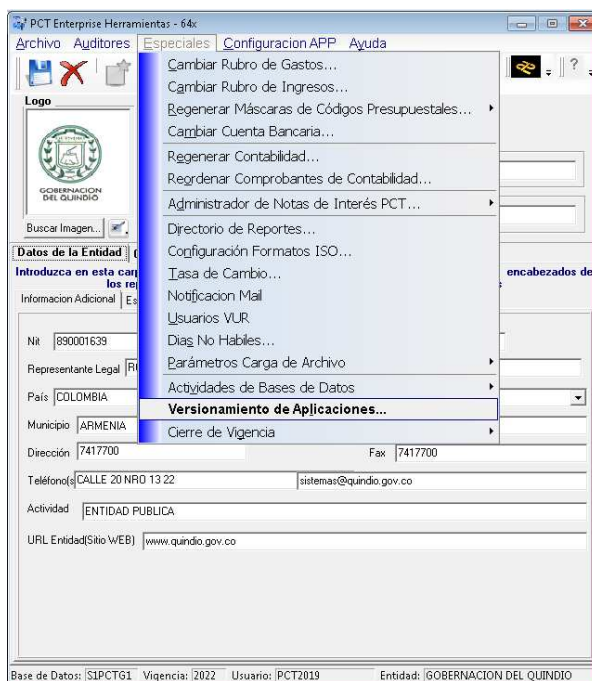 PCT Enterprise Herramientas - 64x
Archivo Auditores Especiales Configuracion APP Ayuda
Logo
GOBERNACION
DEL QUINDIO
Buscar Imagen...
Cambiar Rubro de Gastos...
Cambiar Rubro de Ingresos...
Regenerar Máscaras de Códigos Presupuestales...
Cambiar Cuenta Bancaria...
Regenerar Contabilidad...
Reordenar Comprobantes de Contabilidad...
Administrador de Notas de Interés PCT...
Directorio de Reportes...
Configuración Formatos ISO...
Tasa de Cambio...
Notificacion Mail
Usuarios VUR
Dias No Habiles...
Parámetros Carga de Archivo
Actividades de Bases de Datos
Versionamiento de Aplicaciones...
Cierre de Vigencia
Datos de la Entidad
Introduzca en esta encabezados de
los
Informacion Adicional
Nit 890001639
Representante Legal
País COLOMBIA
Municipio ARMENIA
Dirección 7417700 Fax 7417700
Teléfono(s CALLE 20 NRO 13 22 sistemas@quindio.gov.co
Actividad ENTIDAD PUBLICA
URL Entidad(Sitio WEB) www.quindio.gov.co
Base de Datos: S1PCTG1 Vigencia: 2022 Usuario: PCT2019 Entidad: GOBERNACION DEL QUINDIO